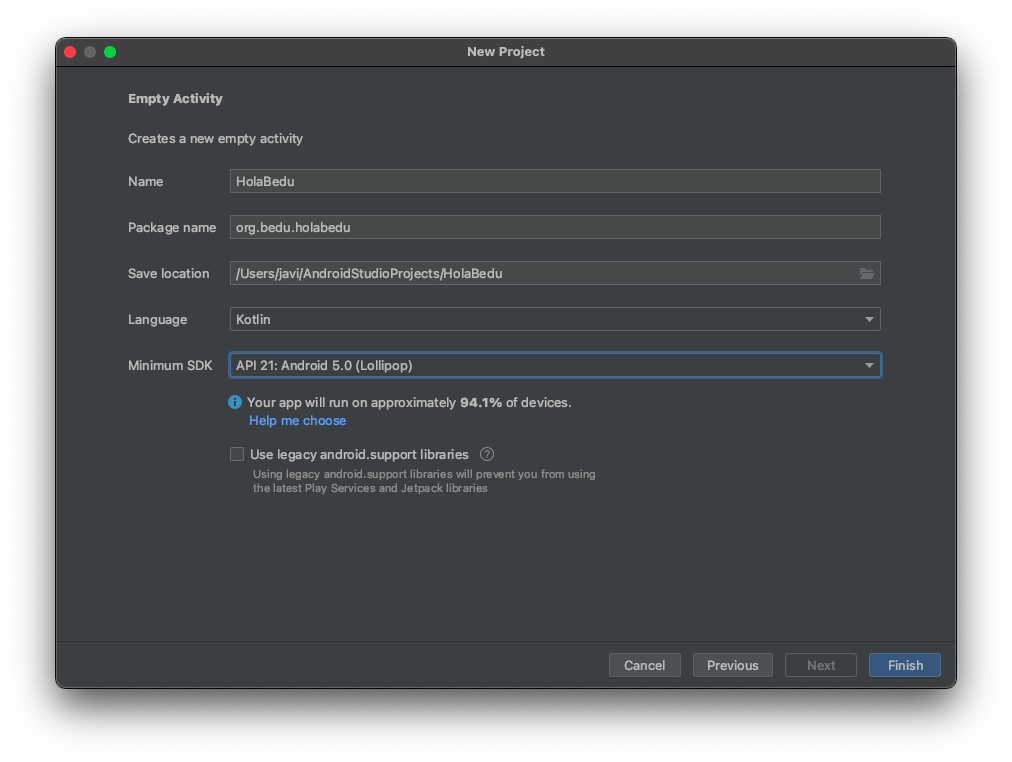 New Project
Empty Activity
Creates a new empty activity
Name HolaBedu
Package name org.bedu.holabedu
Save location /Users/javi/AndroidStudioProjects/HolaBedu
Language Kotlin
Minimum SDK API 21: Android 5.0 (Lollipop)
i Your app will run on approximately 94.1% of devices.
Help me choose
Use legacy android.support libraries ?
Using legacy android.support libraries will prevent you from using
the latest Play Services and Jetpack libraries
Cancel Previous Next Finish